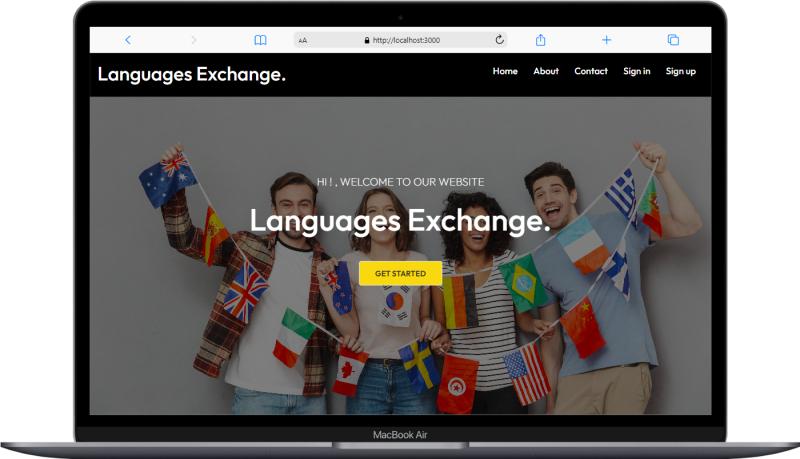 AA
http://localhost:3000
Languages Exchange.
Home About Contact Sign in Sign up
HI ! , WELCOME TO OUR WEBSITE
Languages Exchange.
GET STARTED
MacBook Air